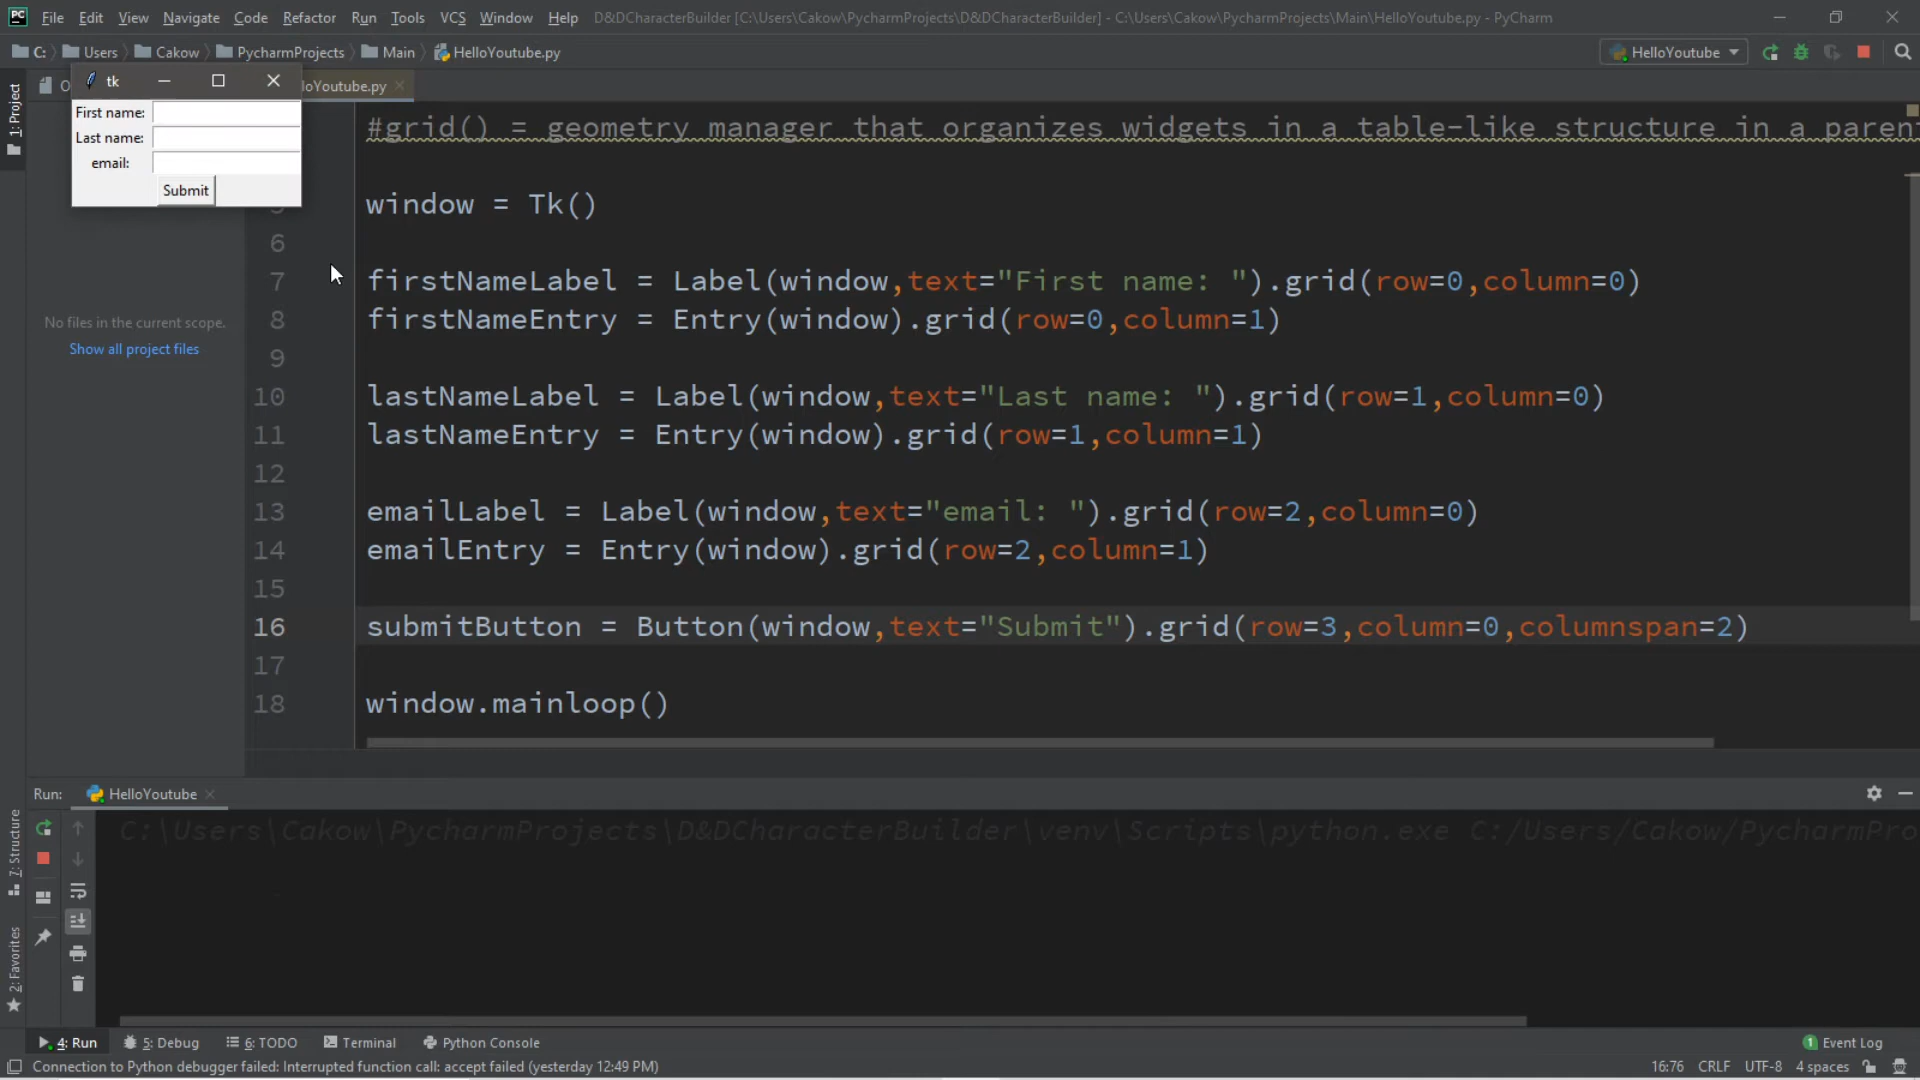 PC File Edit View Navigate Code Refactor Run Tools VCS Window Help D&DCharacterBuilder [C:\Users\Cakow\PycharmProjects\D&DCharacterBuilder] - C:\Users\Cakow\PycharmProjects\Main\HelloYoutube.py - PyCharm
C: Users Cakow PycharmProjects Main HelloYoutube.py HelloYoutube
tk
loYoutube.py
1: Project
First name:
Last name:
email:
Submit
No files in the current scope.
Show all project files
#grid() = geometry manager that organizes widgets in a table-like structure in a paren
window = Tk()
6
7 firstNameLabel = Label(window,text="First name: ").grid(row=0,column=0)
8 firstNameEntry = Entry(window).grid(row=0,column=1)
9
10 lastNameLabel = Label(window,text="Last name: ").grid(row=1,column=0)
11 lastNameEntry = Entry(window).grid(row=1,column=1)
12
13 emailLabel = Label(window,text="email: ").grid(row=2,column=0)
14 emailEntry = Entry(window).grid(row=2,column=1)
15
16 submitButton = Button(window,text="Submit").grid(row=3,column=0,columnspan=2)
17
18 window.mainloop()
Run: HelloYoutube
C:\Users\Cakow\PycharmProjects\D&DCharacterBuilder\venv\Scripts\python.exe C:/Users/Cakow/PycharmPro
7: Structure
2: Favorites
4: Run 5: Debug 6: TODO Terminal Python Console 1 Event Log
Connection to Python debugger failed: Interrupted function call: accept failed (yesterday 12:49 PM) 16:76 CRLF UTF-8 4 spaces